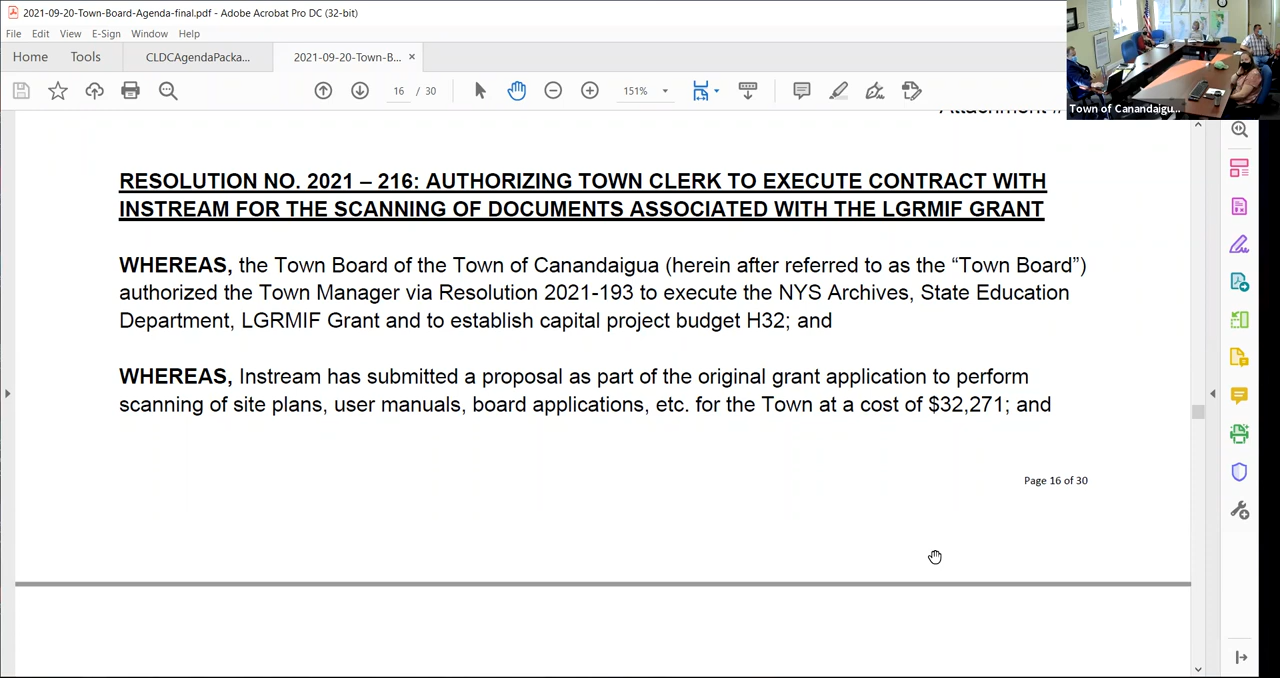 2021-09-20-Town-Board-Agenda-final.pdf - Adobe Acrobat Pro DC (32-bit)
File Edit View E-Sign Window Help
Home Tools CLDCAgendaPacka... 2021-09-20-Town-B... ×
16 / 30 151%
Town of Canandaigu...
Attachment #
RESOLUTION NO. 2021 – 216: AUTHORIZING TOWN CLERK TO EXECUTE CONTRACT WITH
INSTREAM FOR THE SCANNING OF DOCUMENTS ASSOCIATED WITH THE LGRMIF GRANT
WHEREAS, the Town Board of the Town of Canandaigua (herein after referred to as the “Town Board”)
authorized the Town Manager via Resolution 2021-193 to execute the NYS Archives, State Education
Department, LGRMIF Grant and to establish capital project budget H32; and
WHEREAS, Instream has submitted a proposal as part of the original grant application to perform
scanning of site plans, user manuals, board applications, etc. for the Town at a cost of $32,271; and
Page 16 of 30